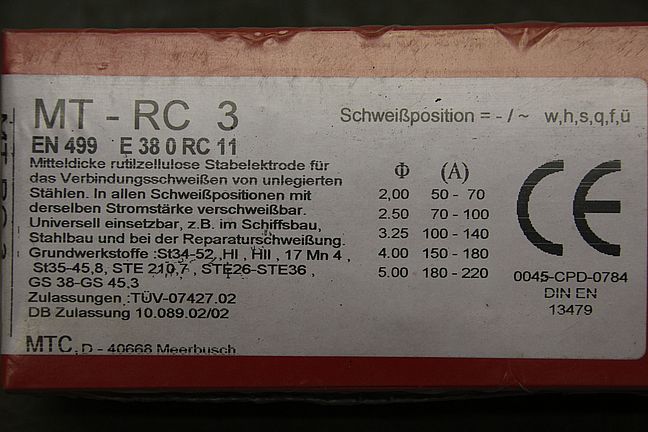 MT - RC 3
Schweißposition = - / ~ w,h,s,q,f,ü
EN 499 E 38 0 RC 11
Mitteldicke rutilzellulose Stabelektrode für
das Verbindungsschweißen von unlegierten
Stählen. In allen Schweißpositionen mit
derselben Stromstärke verschweißbar.
Universell einsetzbar, z.B. im Schiffsbau,
Stahlbau und bei der Reparaturschweißung.
Grundwerkstoffe :St34-52 ,HI , HII , 17 Mn 4 ,
St35-45,8, STE 210,7 , STE26-STE36 ,
GS 38-GS 45,3
Zulassungen :TÜV-07427.02
DB Zulassung 10.089.02/02
MTC, D - 40668 Meerbusch
Φ (A)
2,00 50 - 70
2.50 70 - 100
3.25 100 - 140
4.00 150 - 180
5.00 180 - 220
CE
0045-CPD-0784
DIN EN
13479